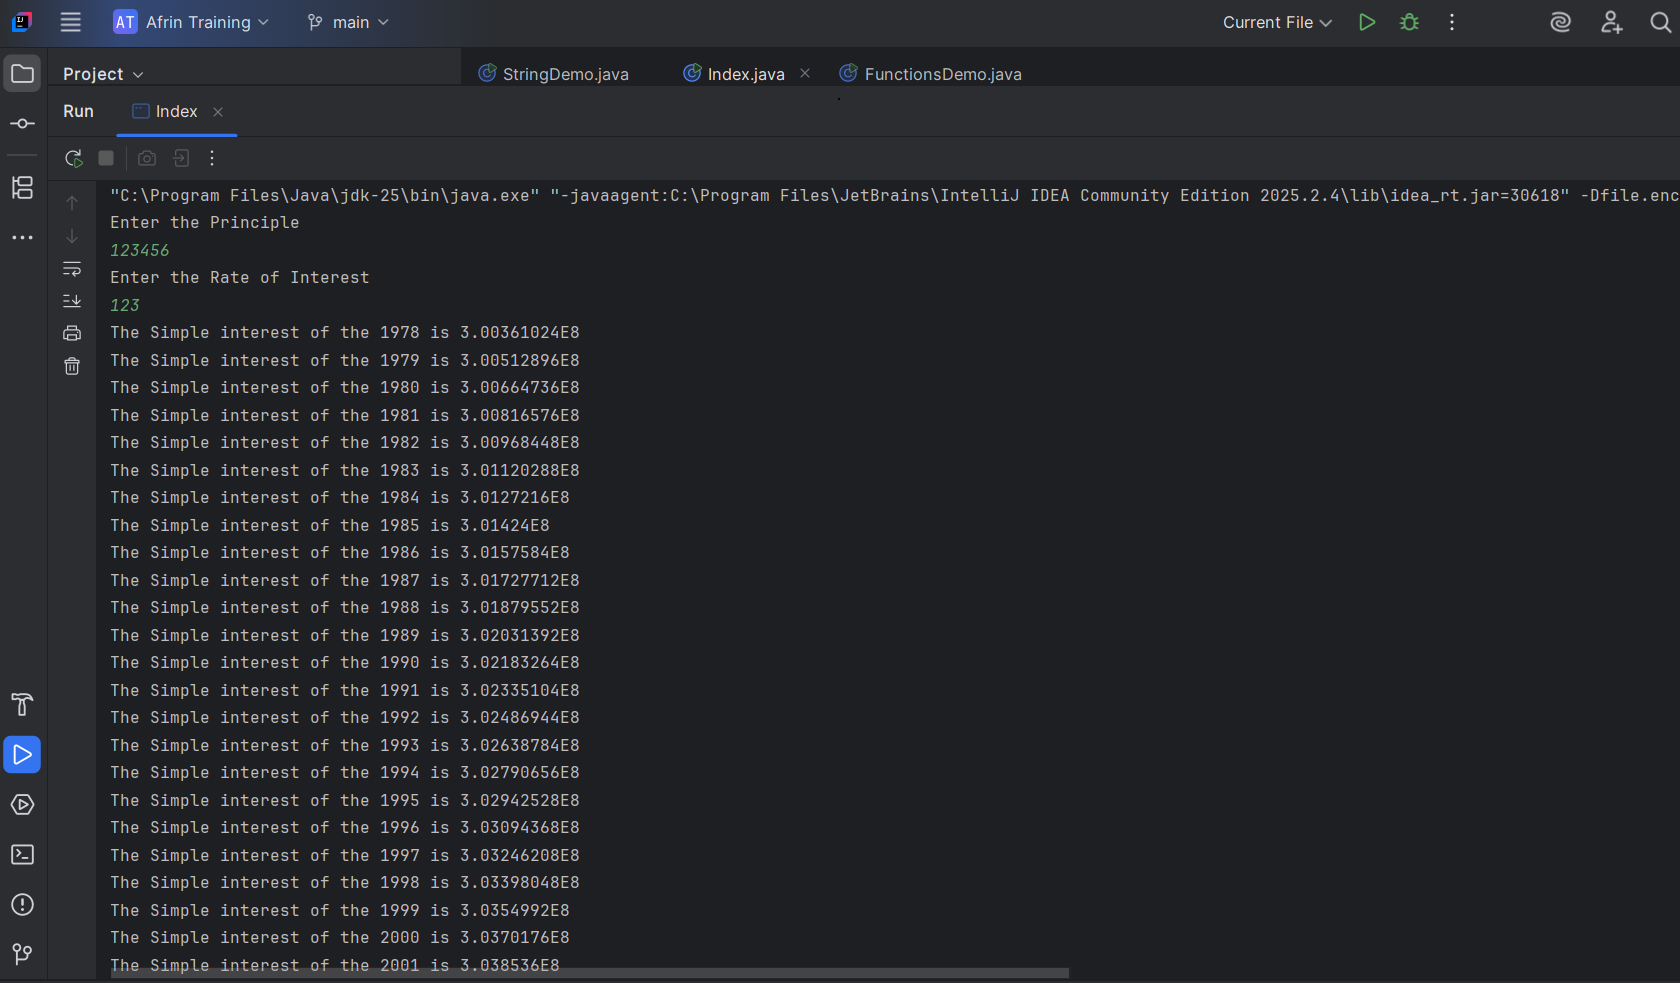 AT Afrin Training main Current File
Project StringDemo.java Index.java FunctionsDemo.java
Run Index
"C:\Program Files\Java\jdk-25\bin\java.exe" "-javaagent:C:\Program Files\JetBrains\IntelliJ IDEA Community Edition 2025.2.4\lib\idea_rt.jar=30618" -Dfile.enc
Enter the Principle
123456
Enter the Rate of Interest
123
The Simple interest of the 1978 is 3.00361024E8
The Simple interest of the 1979 is 3.00512896E8
The Simple interest of the 1980 is 3.00664736E8
The Simple interest of the 1981 is 3.00816576E8
The Simple interest of the 1982 is 3.00968448E8
The Simple interest of the 1983 is 3.01120288E8
The Simple interest of the 1984 is 3.0127216E8
The Simple interest of the 1985 is 3.01424E8
The Simple interest of the 1986 is 3.0157584E8
The Simple interest of the 1987 is 3.01727712E8
The Simple interest of the 1988 is 3.01879552E8
The Simple interest of the 1989 is 3.02031392E8
The Simple interest of the 1990 is 3.02183264E8
The Simple interest of the 1991 is 3.02335104E8
The Simple interest of the 1992 is 3.02486944E8
The Simple interest of the 1993 is 3.02638784E8
The Simple interest of the 1994 is 3.02790656E8
The Simple interest of the 1995 is 3.02942528E8
The Simple interest of the 1996 is 3.03094368E8
The Simple interest of the 1997 is 3.03246208E8
The Simple interest of the 1998 is 3.03398048E8
The Simple interest of the 1999 is 3.0354992E8
The Simple interest of the 2000 is 3.0370176E8
The Simple interest of the 2001 is 3.038536E8